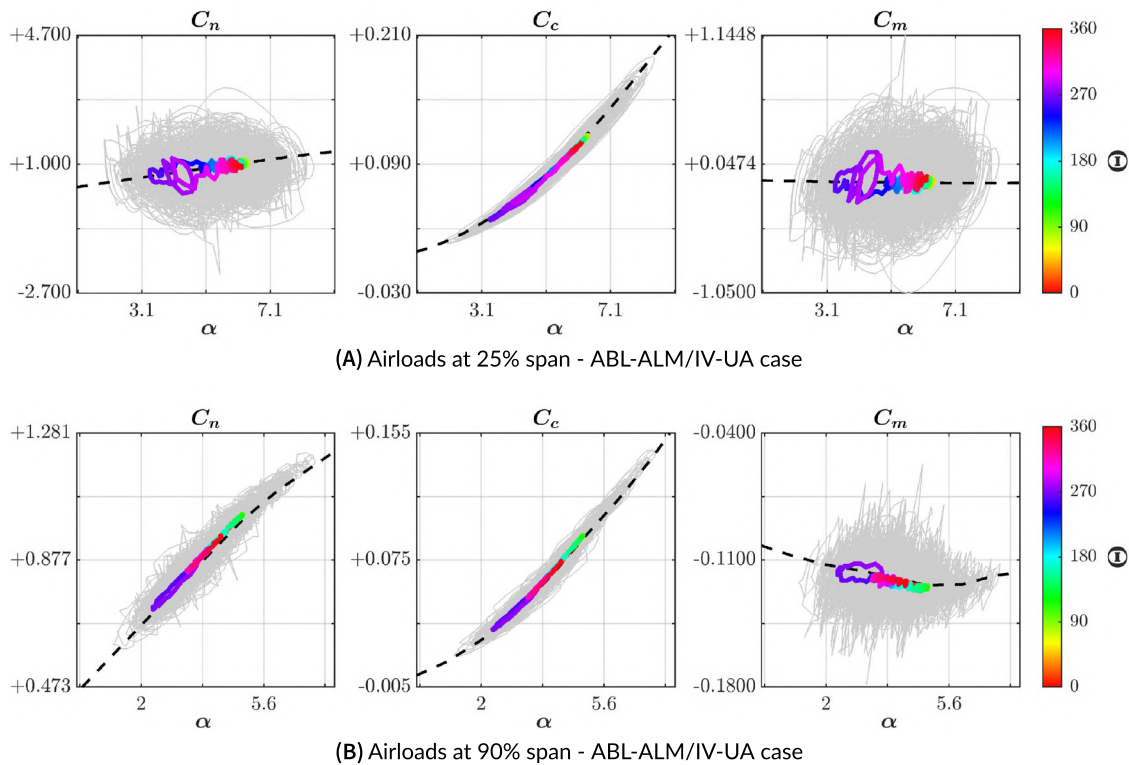 Cn Cc Cm
+4.700 +0.210 +1.1448 360
270
+1.000 +0.090 +0.0474 180 Θ
90
-2.700 -0.030 -1.0500 0
3.1 7.1 3.1 7.1 3.1 7.1
α α α
(A) Airloads at 25% span - ABL-ALM/IV-UA case
Cn Cc Cm
+1.281 +0.155 -0.0400 360
270
+0.877 +0.075 -0.1100 180 Θ
90
+0.473 -0.005 -0.1800 0
2 5.6 2 5.6 2 5.6
α α α
(B) Airloads at 90% span - ABL-ALM/IV-UA case